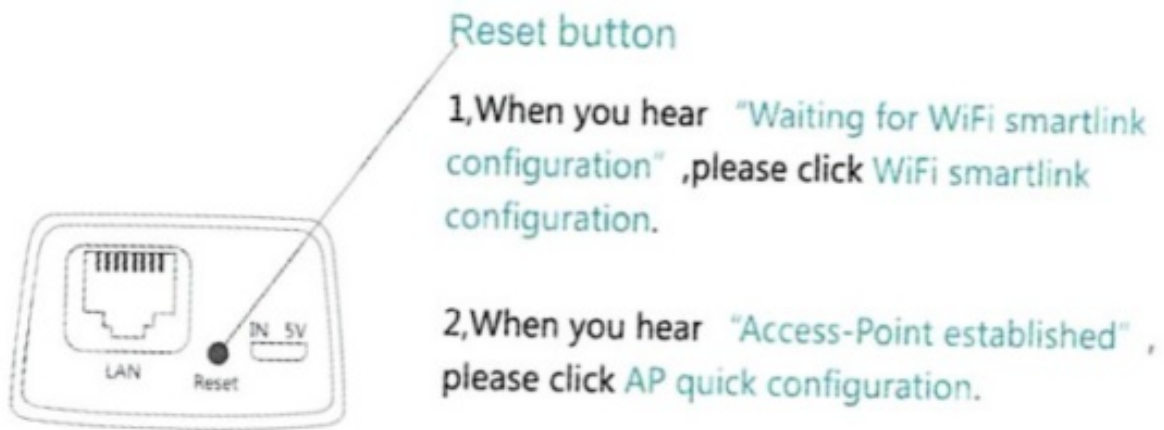 Reset button
1,When you hear “Waiting for WiFi smartlink
configuration” ,please click WiFi smartlink
configuration.
2,When you hear “Access-Point established” ,
please click AP quick configuration.
IN 5V
LAN
Reset